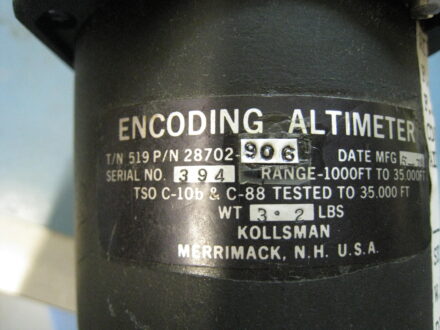 ENCODING ALTIMETER
T/N 519 P/N 28702-906 DATE MFG
SERIAL NO. 394 RANGE-1000FT TO 35.000FT
TSO C-10b & C-88 TESTED TO 35.000 FT
WT 3.2 LBS
KOLLSMAN
MERRIMACK, N.H. U.S.A.